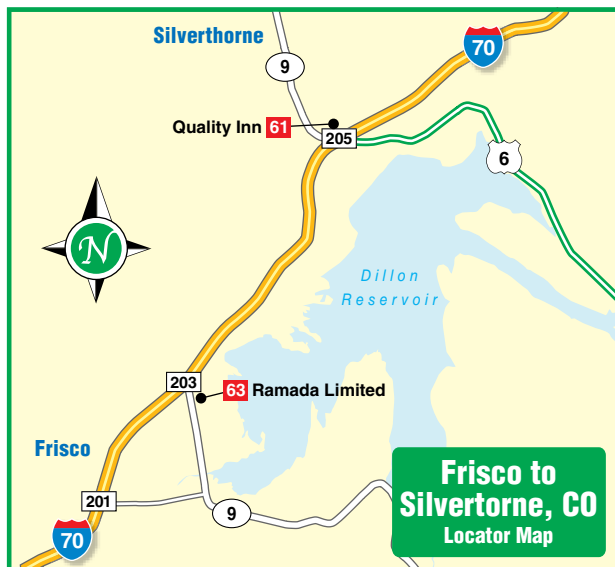 Silverthorne
70
9
Quality Inn 61
205
6
N
Dillon
Reservoir
203
63 Ramada Limited
Frisco
201
9
70
Frisco to
Silvertorne, CO
Locator Map